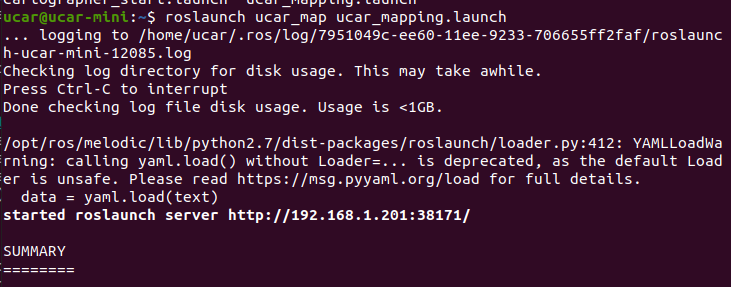 cartographer_start.launch  ucar_mapping.launch
ucar@ucar-mini:~$ roslaunch ucar_map ucar_mapping.launch
... logging to /home/ucar/.ros/log/7951049c-ee60-11ee-9233-706655ff2faf/roslaunc
h-ucar-mini-12085.log
Checking log directory for disk usage. This may take awhile.
Press Ctrl-C to interrupt
Done checking log file disk usage. Usage is <1GB.
/opt/ros/melodic/lib/python2.7/dist-packages/roslaunch/loader.py:412: YAMLLoadWa
rning: calling yaml.load() without Loader=... is deprecated, as the default Load
er is unsafe. Please read https://msg.pyyaml.org/load for full details.
  data = yaml.load(text)
started roslaunch server http://192.168.1.201:38171/
SUMMARY
========